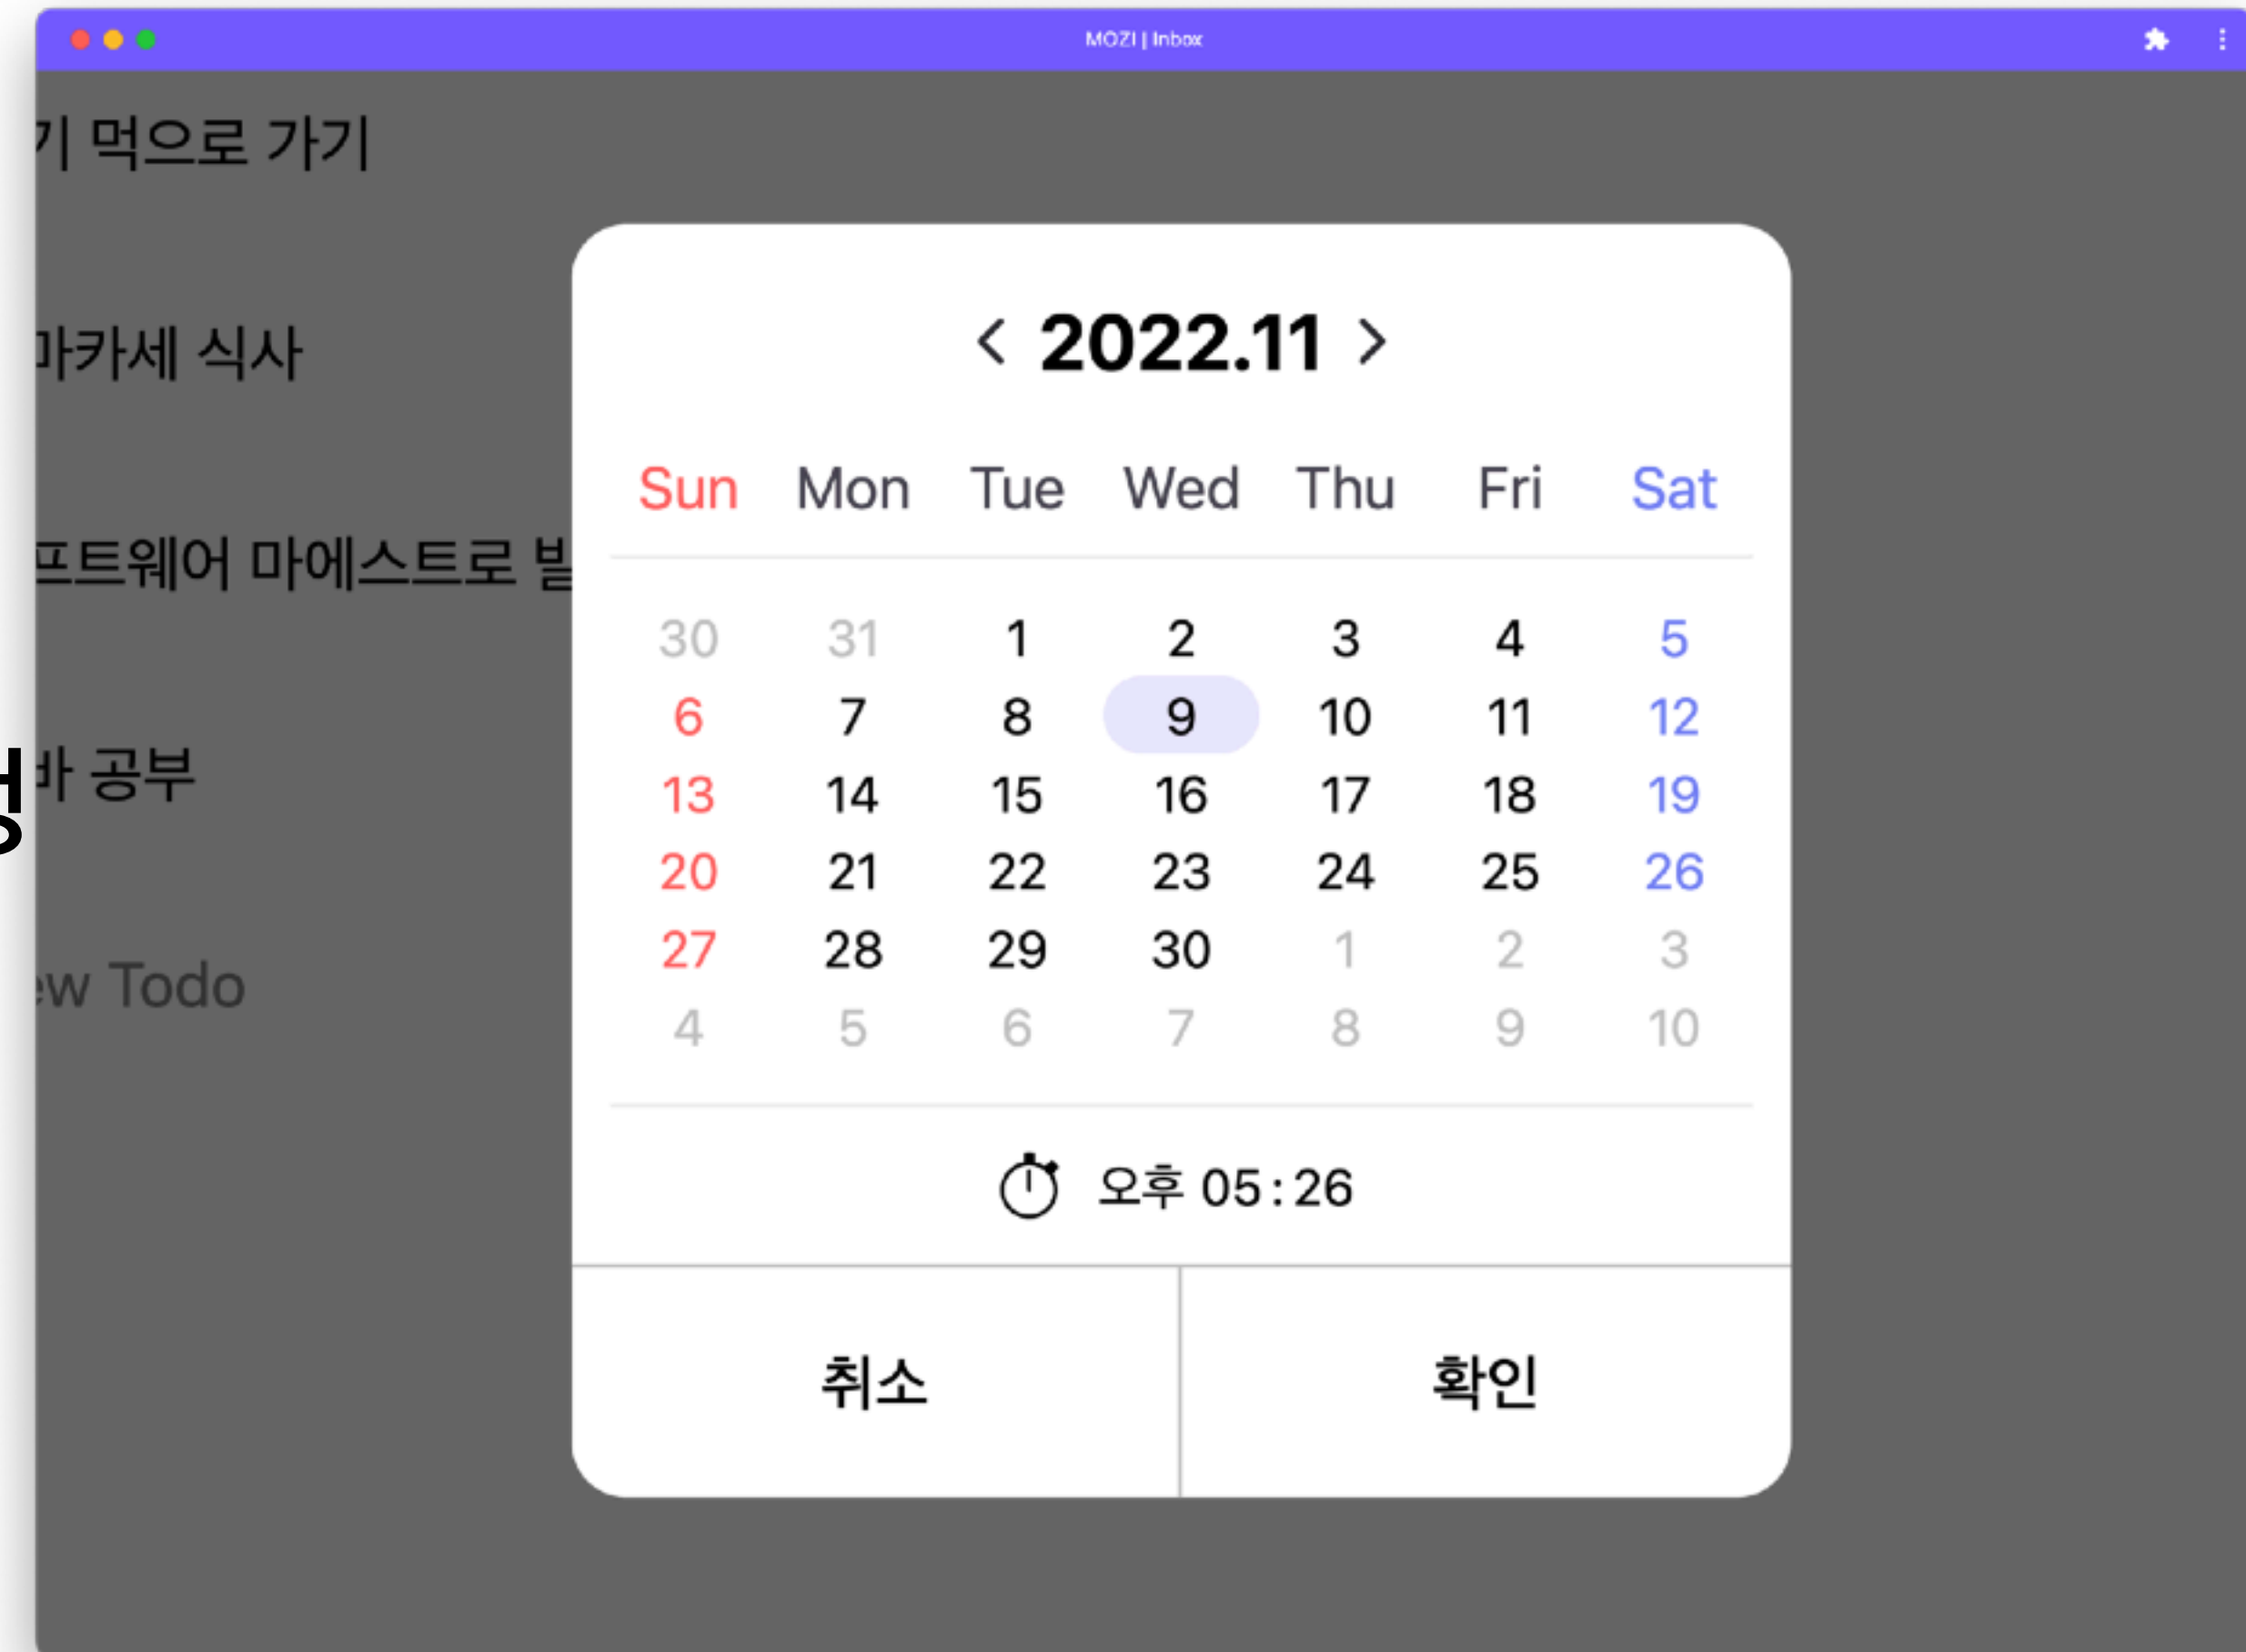 MOZI | Inbox
기 먹으로 가기
마카세 식사
프트웨어 마에스트로
바 공부
ew Todo
< 2022.11 >
Sun Mon Tue Wed Thu Fri Sat
30 31 1 2 3 4 5
6 7 8 9 10 11 12
13 14 15 16 17 18 19
20 21 22 23 24 25 26
27 28 29 30 1 2 3
4 5 6 7 8 9 10
오후 05:26
취소 확인